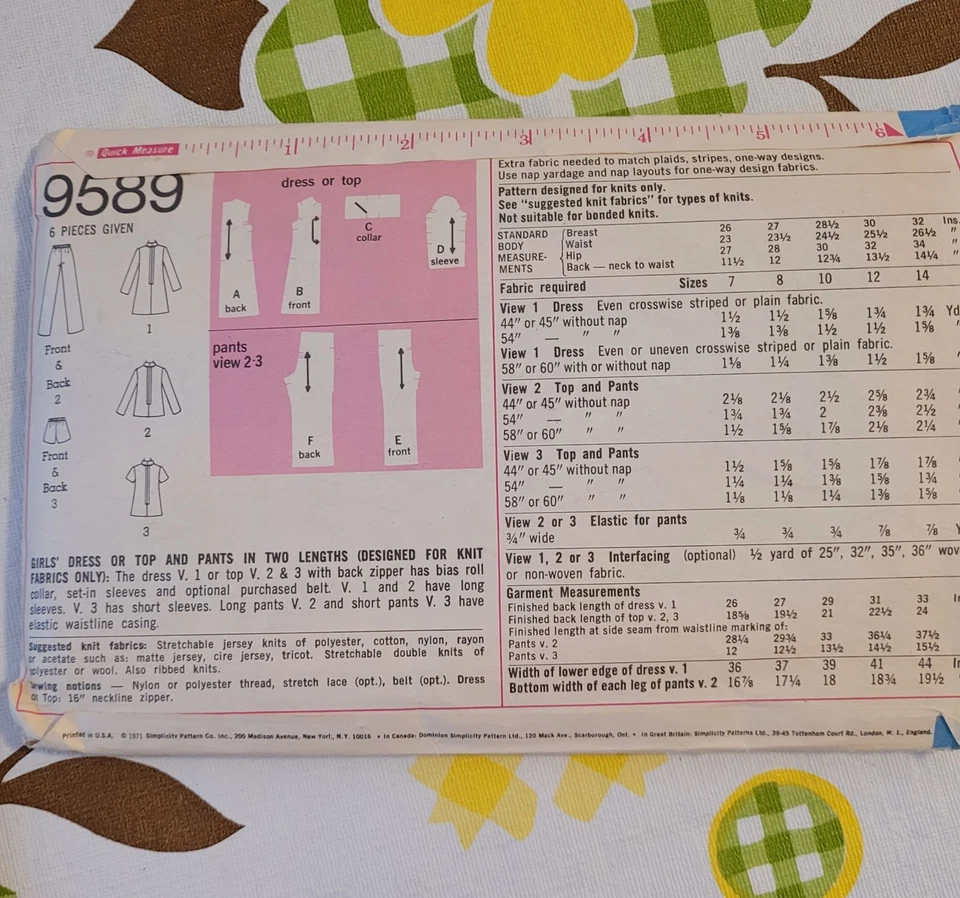 Quick Measure 1 2 3 4 5 6
9589
6 PIECES GIVEN
dress or top
A
back
B
front
C
collar
D
sleeve
pants
view 2-3
F
back
E
front
Front
&
Back
2
Front
&
Back
3
1
2
3
GIRLS' DRESS OR TOP AND PANTS IN TWO LENGTHS (DESIGNED FOR KNIT
FABRICS ONLY): The dress V. 1 or top V. 2 & 3 with back zipper has bias roll
collar, set-in sleeves and optional purchased belt. V. 1 and 2 have long
sleeves. V. 3 has short sleeves. Long pants V. 2 and short pants V. 3 have
elastic waistline casing.
Suggested knit fabrics: Stretchable jersey knits of polyester, cotton, nylon, rayon
or acetate such as: matte jersey, cire jersey, tricot. Stretchable double knits of
polyester or wool. Also ribbed knits.
Sewing notions — Nylon or polyester thread, stretch lace (opt.), belt (opt.). Dress
or Top: 16" neckline zipper.
Extra fabric needed to match plaids, stripes, one-way designs.
Use nap yardage and nap layouts for one-way design fabrics.
Pattern designed for knits only.
See "suggested knit fabrics" for types of knits.
Not suitable for bonded knits.
STANDARD Breast 26 27 28½ 30 32 Ins.
BODY Waist 23 23½ 24½ 25½ 26½ "
MEASURE- Hip 27 28 30 32 34 "
MENTS Back — neck to waist 11½ 12 12¾ 13½ 14¼ "
Fabric required Sizes 7 8 10 12 14
View 1 Dress Even crosswise striped or plain fabric.
44" or 45" without nap 1½ 1½ 1⅝ 1¾ 1¾ Yd
54" — " " 1⅜ 1⅜ 1½ 1½ 1⅝ "
View 1 Dress Even or uneven crosswise striped or plain fabric.
58" or 60" with or without nap 1⅛ 1¼ 1⅜ 1½ 1⅝ "
View 2 Top and Pants
44" or 45" without nap 2⅛ 2⅛ 2½ 2⅝ 2¾ "
54" — " " 1¾ 1¾ 2 2⅜ 2½ "
58" or 60" " " 1½ 1⅝ 1⅞ 2⅛ 2¼ "
View 3 Top and Pants
44" or 45" without nap 1½ 1⅝ 1⅝ 1⅞ 1⅞ "
54" — " " 1¼ 1¼ 1⅜ 1⅝ 1¾ "
58" or 60" " " 1⅛ 1⅛ 1¼ 1⅜ 1⅝ "
View 2 or 3 Elastic for pants
¾" wide ¾ ¾ ¾ ⅞ ⅞ Y
View 1, 2 or 3 Interfacing (optional) ½ yard of 25", 32", 35", 36" wov
or non-woven fabric.
Garment Measurements
Finished back length of dress v. 1 26 27 29 31 33 In
Finished back length of top v. 2, 3 18⅝ 19½ 21 22½ 24 "
Finished length at side seam from waistline marking of:
Pants v. 2 28¼ 29¾ 33 36¼ 37½
Pants v. 3 12 12½ 13½ 14½ 15½
Width of lower edge of dress v. 1 36 37 39 41 44 In
Bottom width of each leg of pants v. 2 16⅞ 17¼ 18 18¾ 19½ "
Printed in U.S.A. © 1971 Simplicity Pattern Co. Inc., 200 Madison Avenue, New York, N.Y. 10016 • In Canada: Dominion Simplicity Pattern Ltd., 120 Mack Ave., Scarborough, Ont. • In Great Britain: Simplicity Patterns Ltd., 39-45 Tottenham Court Rd., London, W. 1., England.